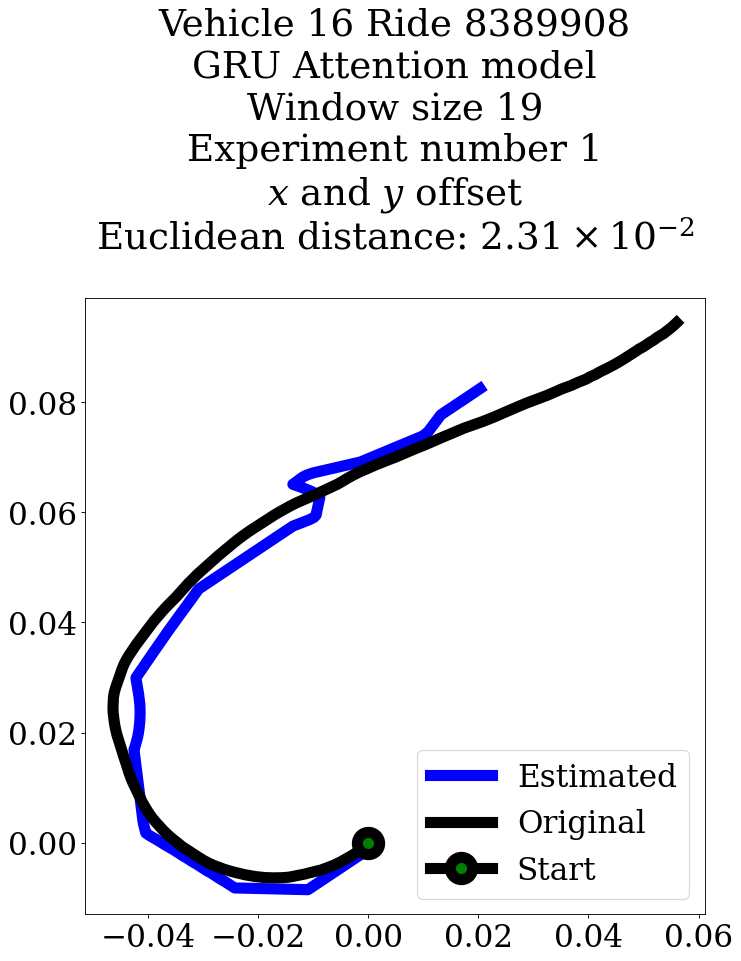 Vehicle 16 Ride 8389908
GRU Attention model
Window size 19
Experiment number 1
x and y offset
Euclidean distance: 2.31 × 10⁻²
0.08
0.06
0.04
0.02
0.00
Estimated
Original
Start
−0.04 −0.02 0.00 0.02 0.04 0.06